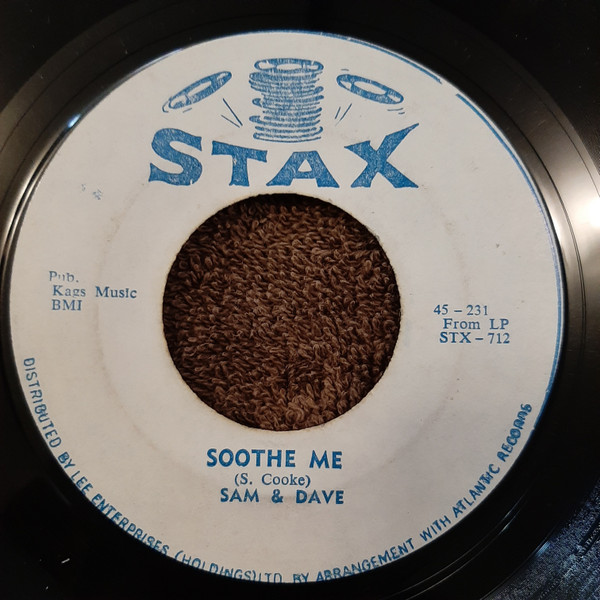 STAX
Pub.
Kags Music
BMI
45 - 231
From LP
STX - 712
SOOTHE ME
(S. Cooke)
SAM & DAVE
DISTRIBUTED BY LEE ENTERPRISES (HOLDINGS) LTD. BY ARRANGEMENT WITH ATLANTIC RECORDS